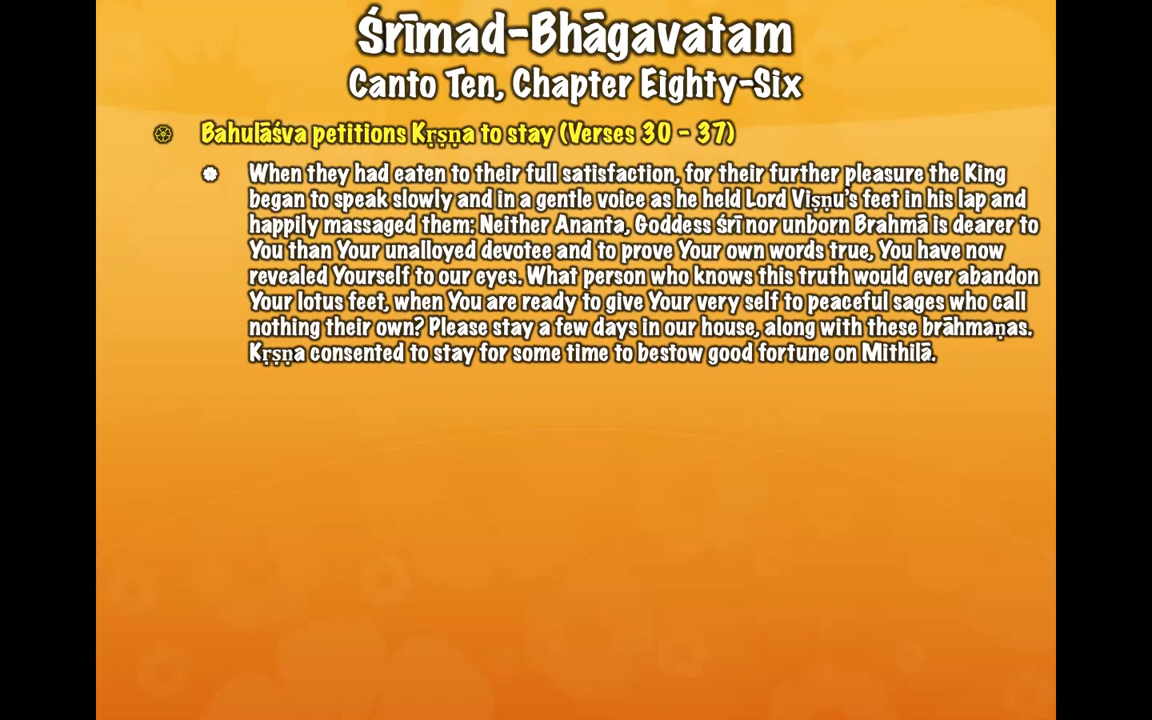 Śrīmad-Bhāgavatam
Canto Ten, Chapter Eighty-Six
Bahulāśva petitions Kṛṣṇa to stay (Verses 30 – 37)
When they had eaten to their full satisfaction, for their further pleasure the King
began to speak slowly and in a gentle voice as he held Lord Viṣṇu's feet in his lap and
happily massaged them: Neither Ananta, Goddess śrī nor unborn Brahmā is dearer to
You than Your unalloyed devotee and to prove Your own words true, You have now
revealed Yourself to our eyes. What person who knows this truth would ever abandon
Your lotus feet, when You are ready to give Your very self to peaceful sages who call
nothing their own? Please stay a few days in our house, along with these brāhmaṇas.
Kṛṣṇa consented to stay for some time to bestow good fortune on Mithilā.